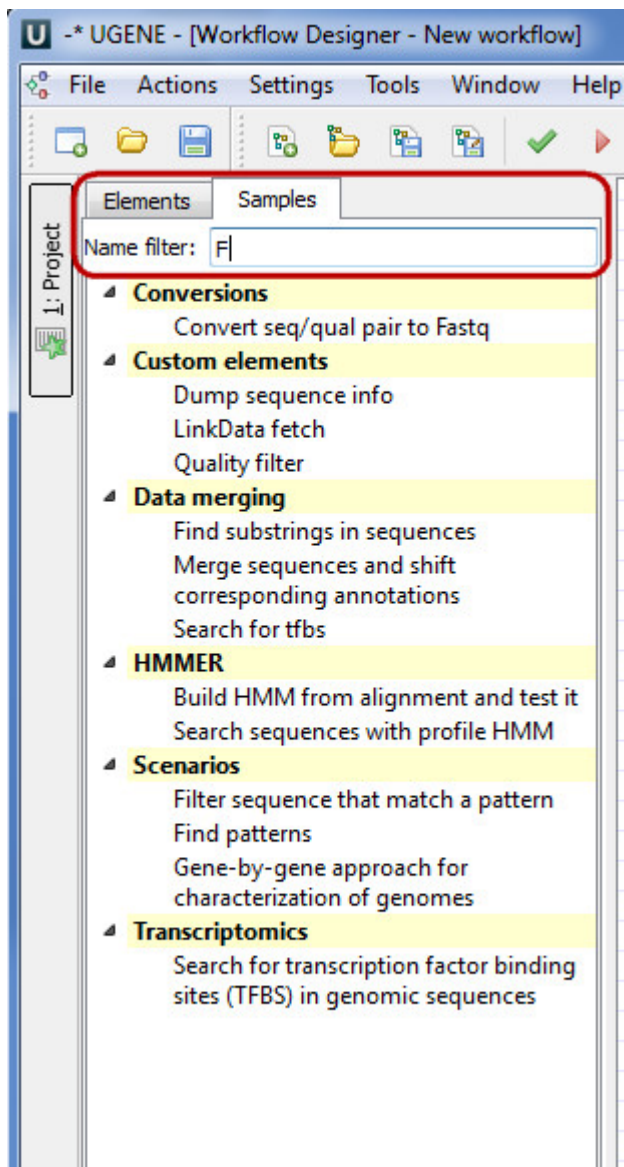 -* UGENE - [Workflow Designer - New workflow]
File Actions Settings Tools Window Help
Elements Samples
Name filter: F
1: Project
Conversions
Convert seq/qual pair to Fastq
Custom elements
Dump sequence info
LinkData fetch
Quality filter
Data merging
Find substrings in sequences
Merge sequences and shift
corresponding annotations
Search for tfbs
HMMER
Build HMM from alignment and test it
Search sequences with profile HMM
Scenarios
Filter sequence that match a pattern
Find patterns
Gene-by-gene approach for
characterization of genomes
Transcriptomics
Search for transcription factor binding
sites (TFBS) in genomic sequences